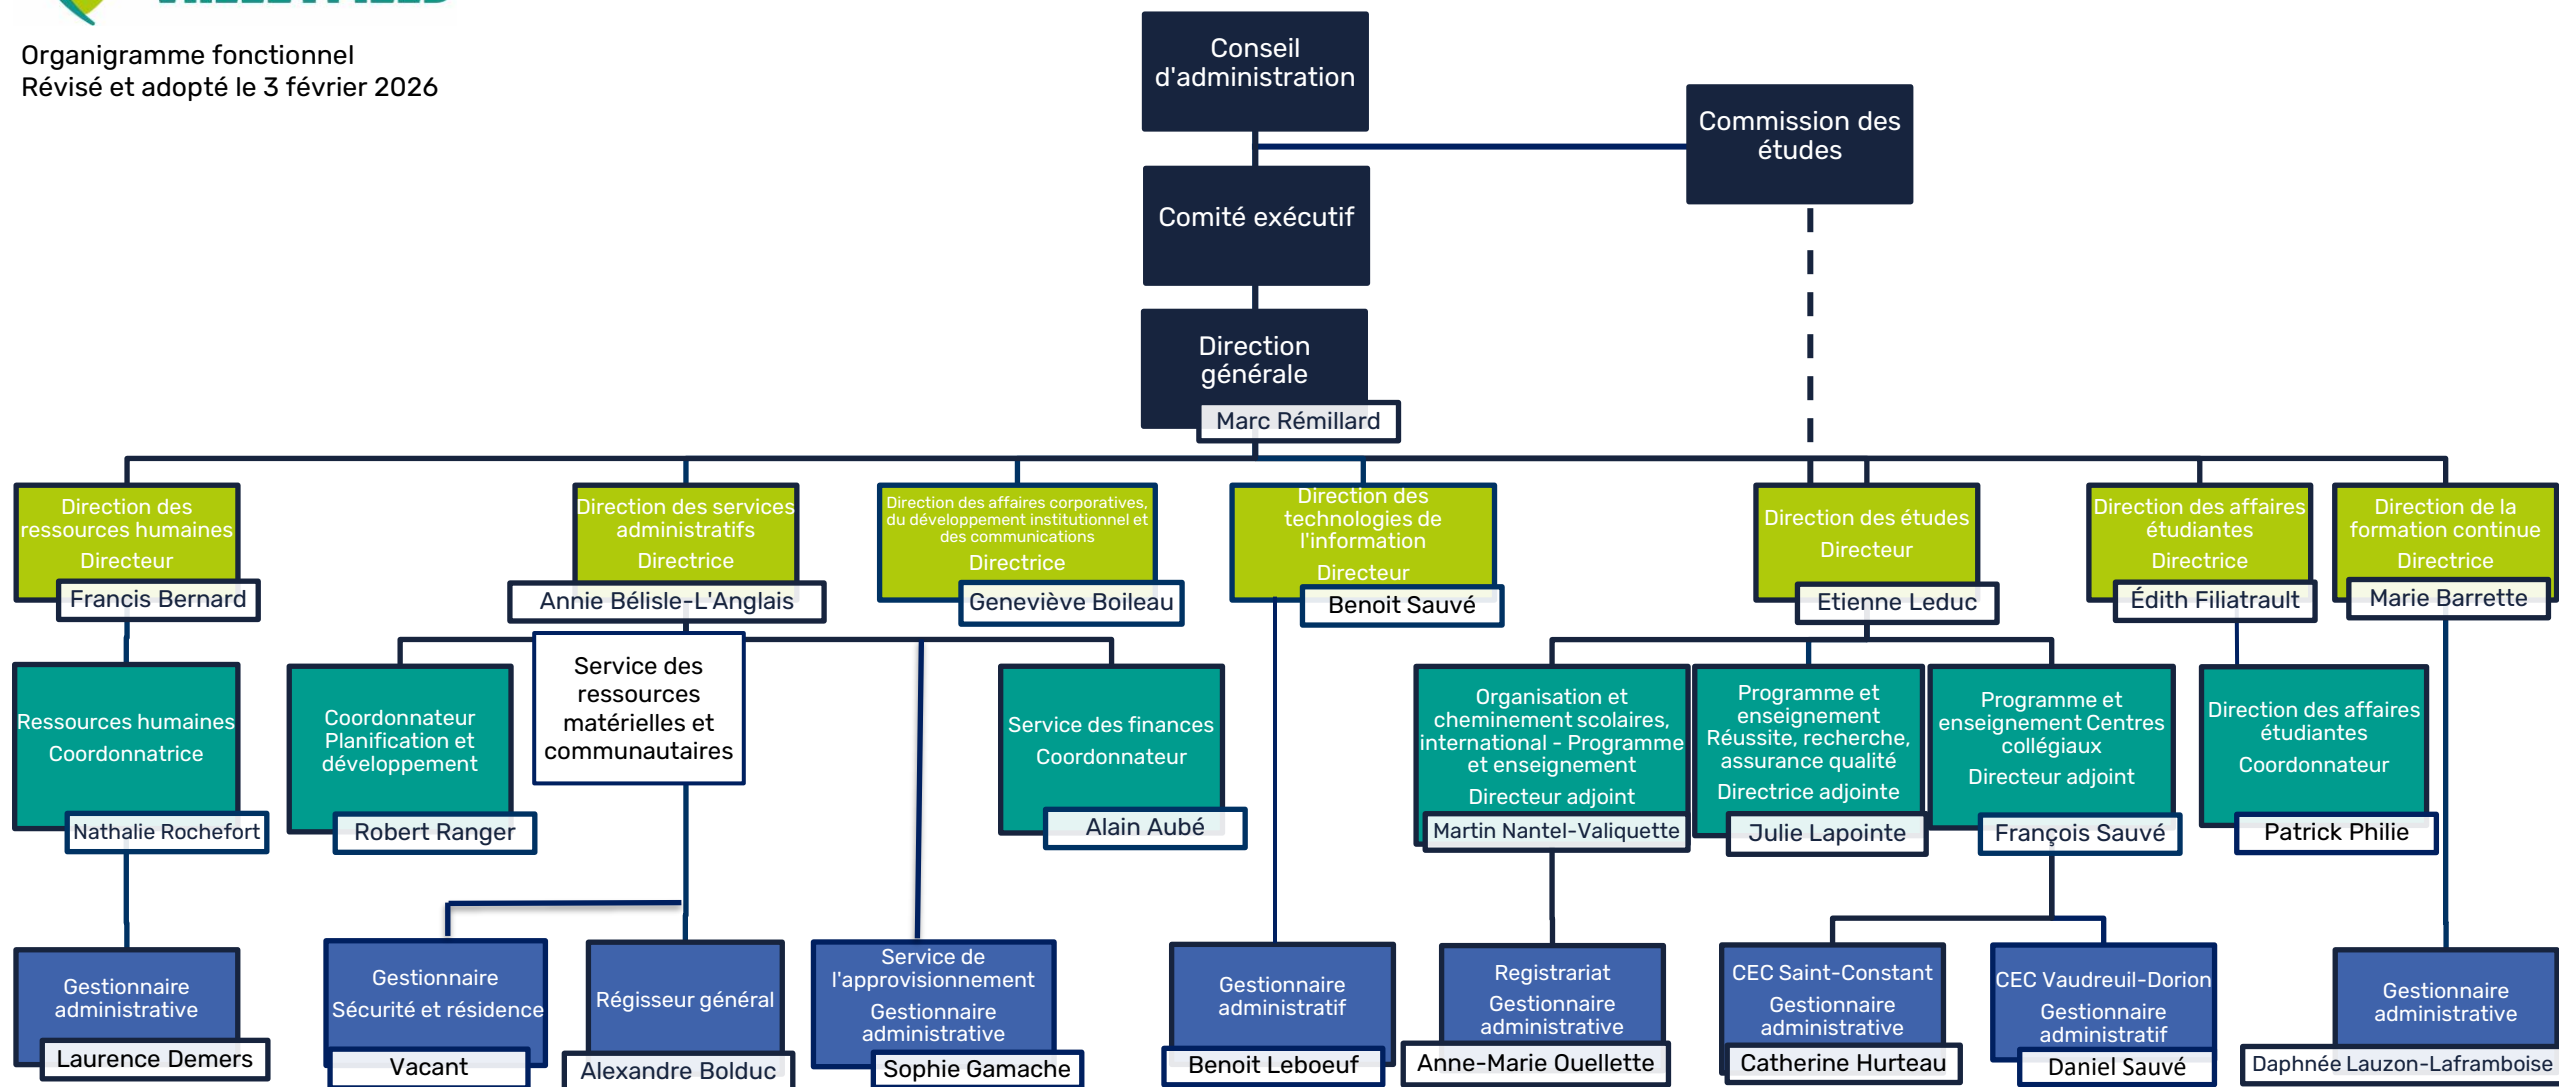 Organigramme fonctionnel
Révisé et adopté le 3 février 2026
Conseil
d'administration
Commission des
études
Comité exécutif
Direction
générale
Marc Rémillard
Direction des
ressources humaines
Directeur
Francis Bernard
Direction des services
administratifs
Directrice
Annie Bélisle-L'Anglais
Direction des affaires corporatives,
du développement institutionnel et
des communications
Directrice
Geneviève Boileau
Direction des
technologies de
l'information
Directeur
Benoit Sauvé
Direction des études
Directeur
Etienne Leduc
Direction des affaires
étudiantes
Directrice
Édith Filiatrault
Direction de la
formation continue
Directrice
Marie Barrette
Ressources humaines
Coordonnatrice
Nathalie Rochefort
Coordonnateur
Planification et
développement
Robert Ranger
Service des
ressources
matérielles et
communautaires
Service des finances
Coordonnateur
Alain Aubé
Organisation et
cheminement scolaires,
international - Programme
et enseignement
Directeur adjoint
Martin Nantel-Valiquette
Programme et
enseignement
Réussite, recherche,
assurance qualité
Directrice adjointe
Julie Lapointe
Programme et
enseignement Centres
collégiaux
Directeur adjoint
François Sauvé
Direction des affaires
étudiantes
Coordonnateur
Patrick Philie
Gestionnaire
administrative
Laurence Demers
Gestionnaire
Sécurité et résidence
Vacant
Régisseur général
Alexandre Bolduc
Service de
l'approvisionnement
Gestionnaire
administrative
Sophie Gamache
Gestionnaire
administratif
Benoit Leboeuf
Registrariat
Gestionnaire
administrative
Anne-Marie Ouellette
CEC Saint-Constant
Gestionnaire
administrative
Catherine Hurteau
CEC Vaudreuil-Dorion
Gestionnaire
administratif
Daniel Sauvé
Gestionnaire
administrative
Daphnée Lauzon-Laframboise